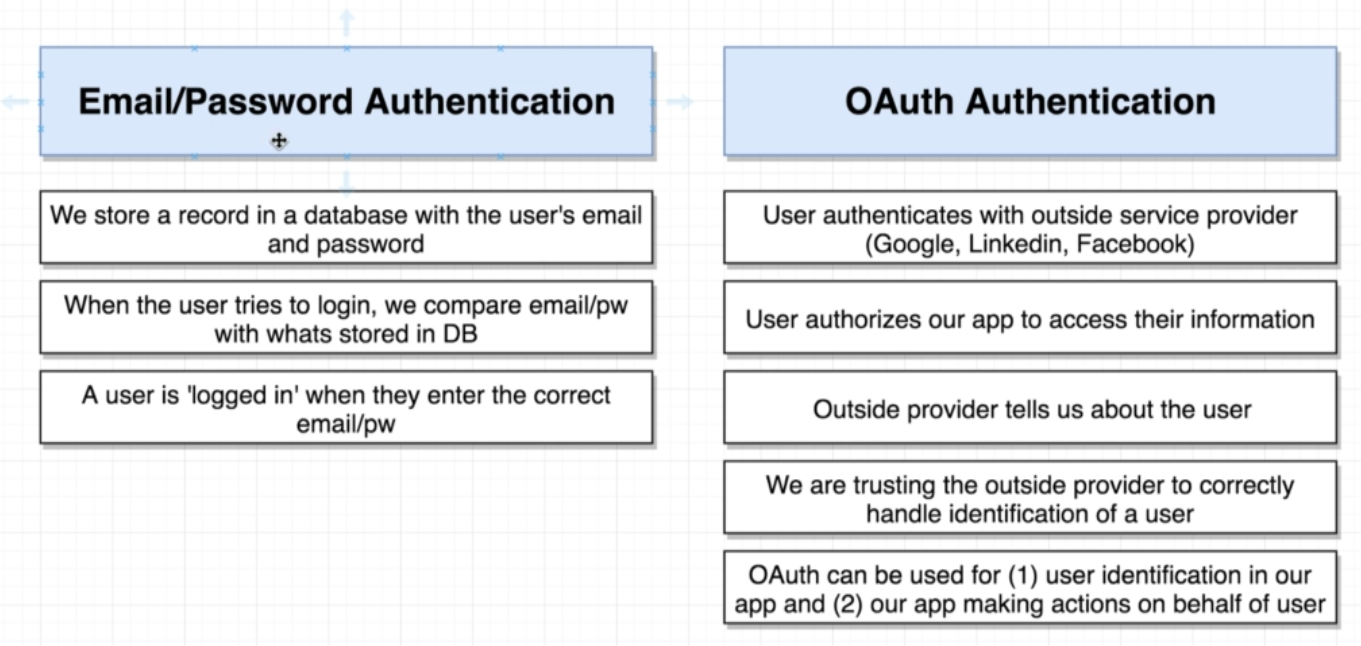 Email/Password Authentication
We store a record in a database with the user's email
and password
When the user tries to login, we compare email/pw
with whats stored in DB
A user is 'logged in' when they enter the correct
email/pw
OAuth Authentication
User authenticates with outside service provider
(Google, Linkedin, Facebook)
User authorizes our app to access their information
Outside provider tells us about the user
We are trusting the outside provider to correctly
handle identification of a user
OAuth can be used for (1) user identification in our
app and (2) our app making actions on behalf of user